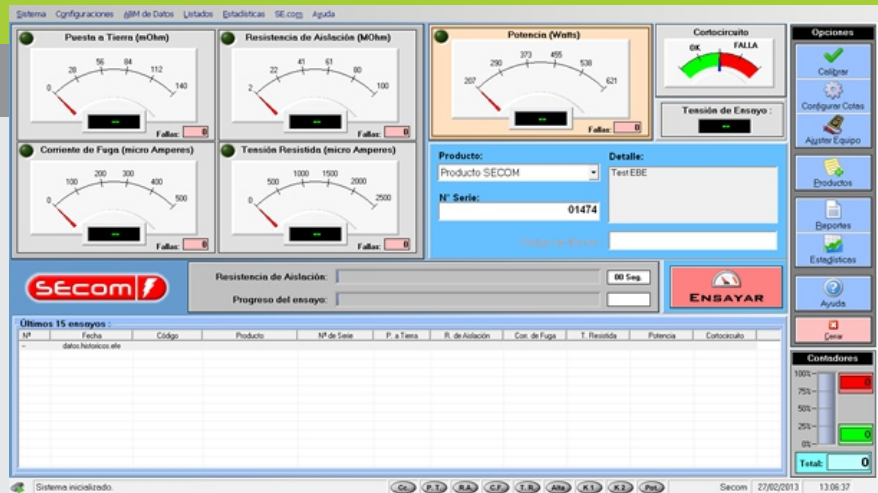 Sistema Configuraciones ABM de Datos Listados Estadísticas SE.com Ayuda
Puesta a Tierra (mOhm)
0 28 56 84 112 140
--
Fallas: 0
Resistencia de Aislación (MOhm)
2 22 41 61 80 100
--
Fallas: 0
Potencia (Watts)
207 290 373 455 538 621
--
Fallas: 0
Cortocircuito
OK FALLA
Tensión de Ensayo :
--
Corriente de Fuga (micro Amperes)
0 100 200 300 400 500
--
Fallas: 0
Tensión Resistida (micro Amperes)
0 500 1000 1500 2000 2500
--
Fallas: 0
Producto:
Producto SECOM
Detalle:
Test EBE
N° Serie:
01474
SEcom
Resistencia de Aislación:
00 Seg.
Progreso del ensayo:
ENSAYAR
Últimos 15 ensayos :
Nº Fecha Código Producto Nº de Serie P. a Tierra R. de Aislación Corr. de Fuga T. Resistida Potencia Cortocircuito
-- datos.historicos.efe
Opciones
Calibrar
Configurar Cotas
Ajustar Equipo
Productos
Reportes
Estadísticas
Ayuda
Cerrar
Contadores
100%
75%
50%
25%
0%
0
0
Total: 0
Sistema inicializado.
Cc. P.T. R.A. C.F. T.R. Alta K1 K2 Pot.
Secom 27/02/2013 13:06:37